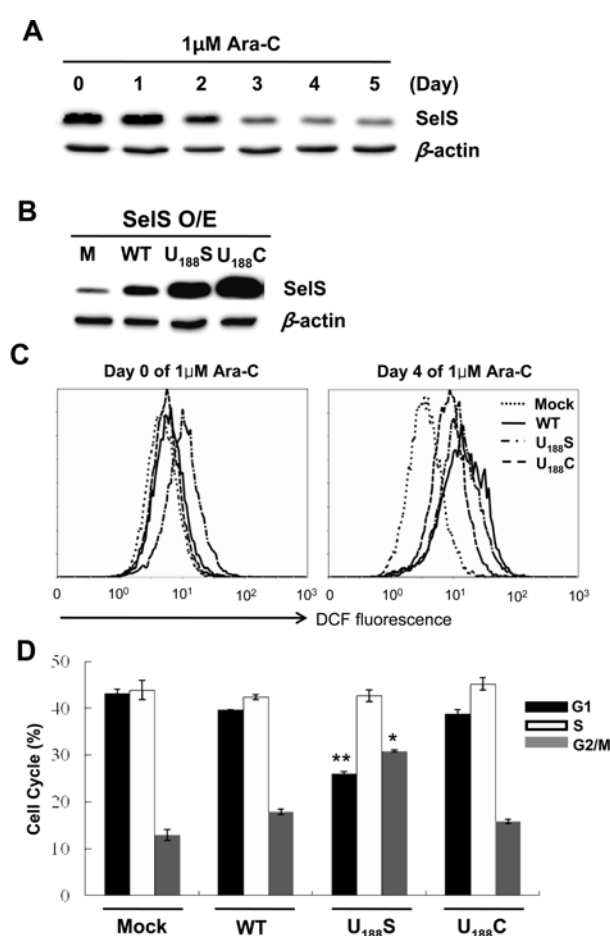 A
1μM Ara-C
0 1 2 3 4 5 (Day)
SelS
β-actin
B
SelS O/E
M WT U188S U188C
SelS
β-actin
C
Day 0 of 1μM Ara-C Day 4 of 1μM Ara-C
Mock
WT
U188S
U188C
0 10⁰ 10¹ 10² 10³ 0 10⁰ 10¹ 10² 10³
DCF fluorescence
D
Cell Cycle (%)
50
40
30
20
10
0
** *
G1
S
G2/M
Mock WT U188S U188C